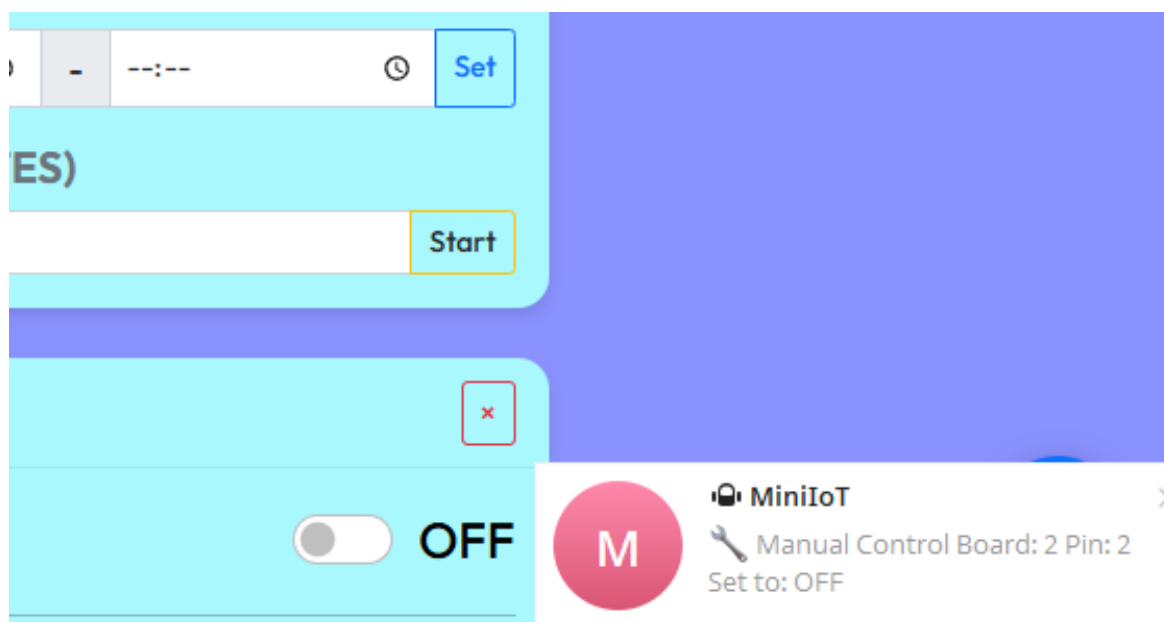 - --:-- Set
ES)
Start
×
OFF
M
MiniIoT
🔧 Manual Control Board: 2 Pin: 2
Set to: OFF